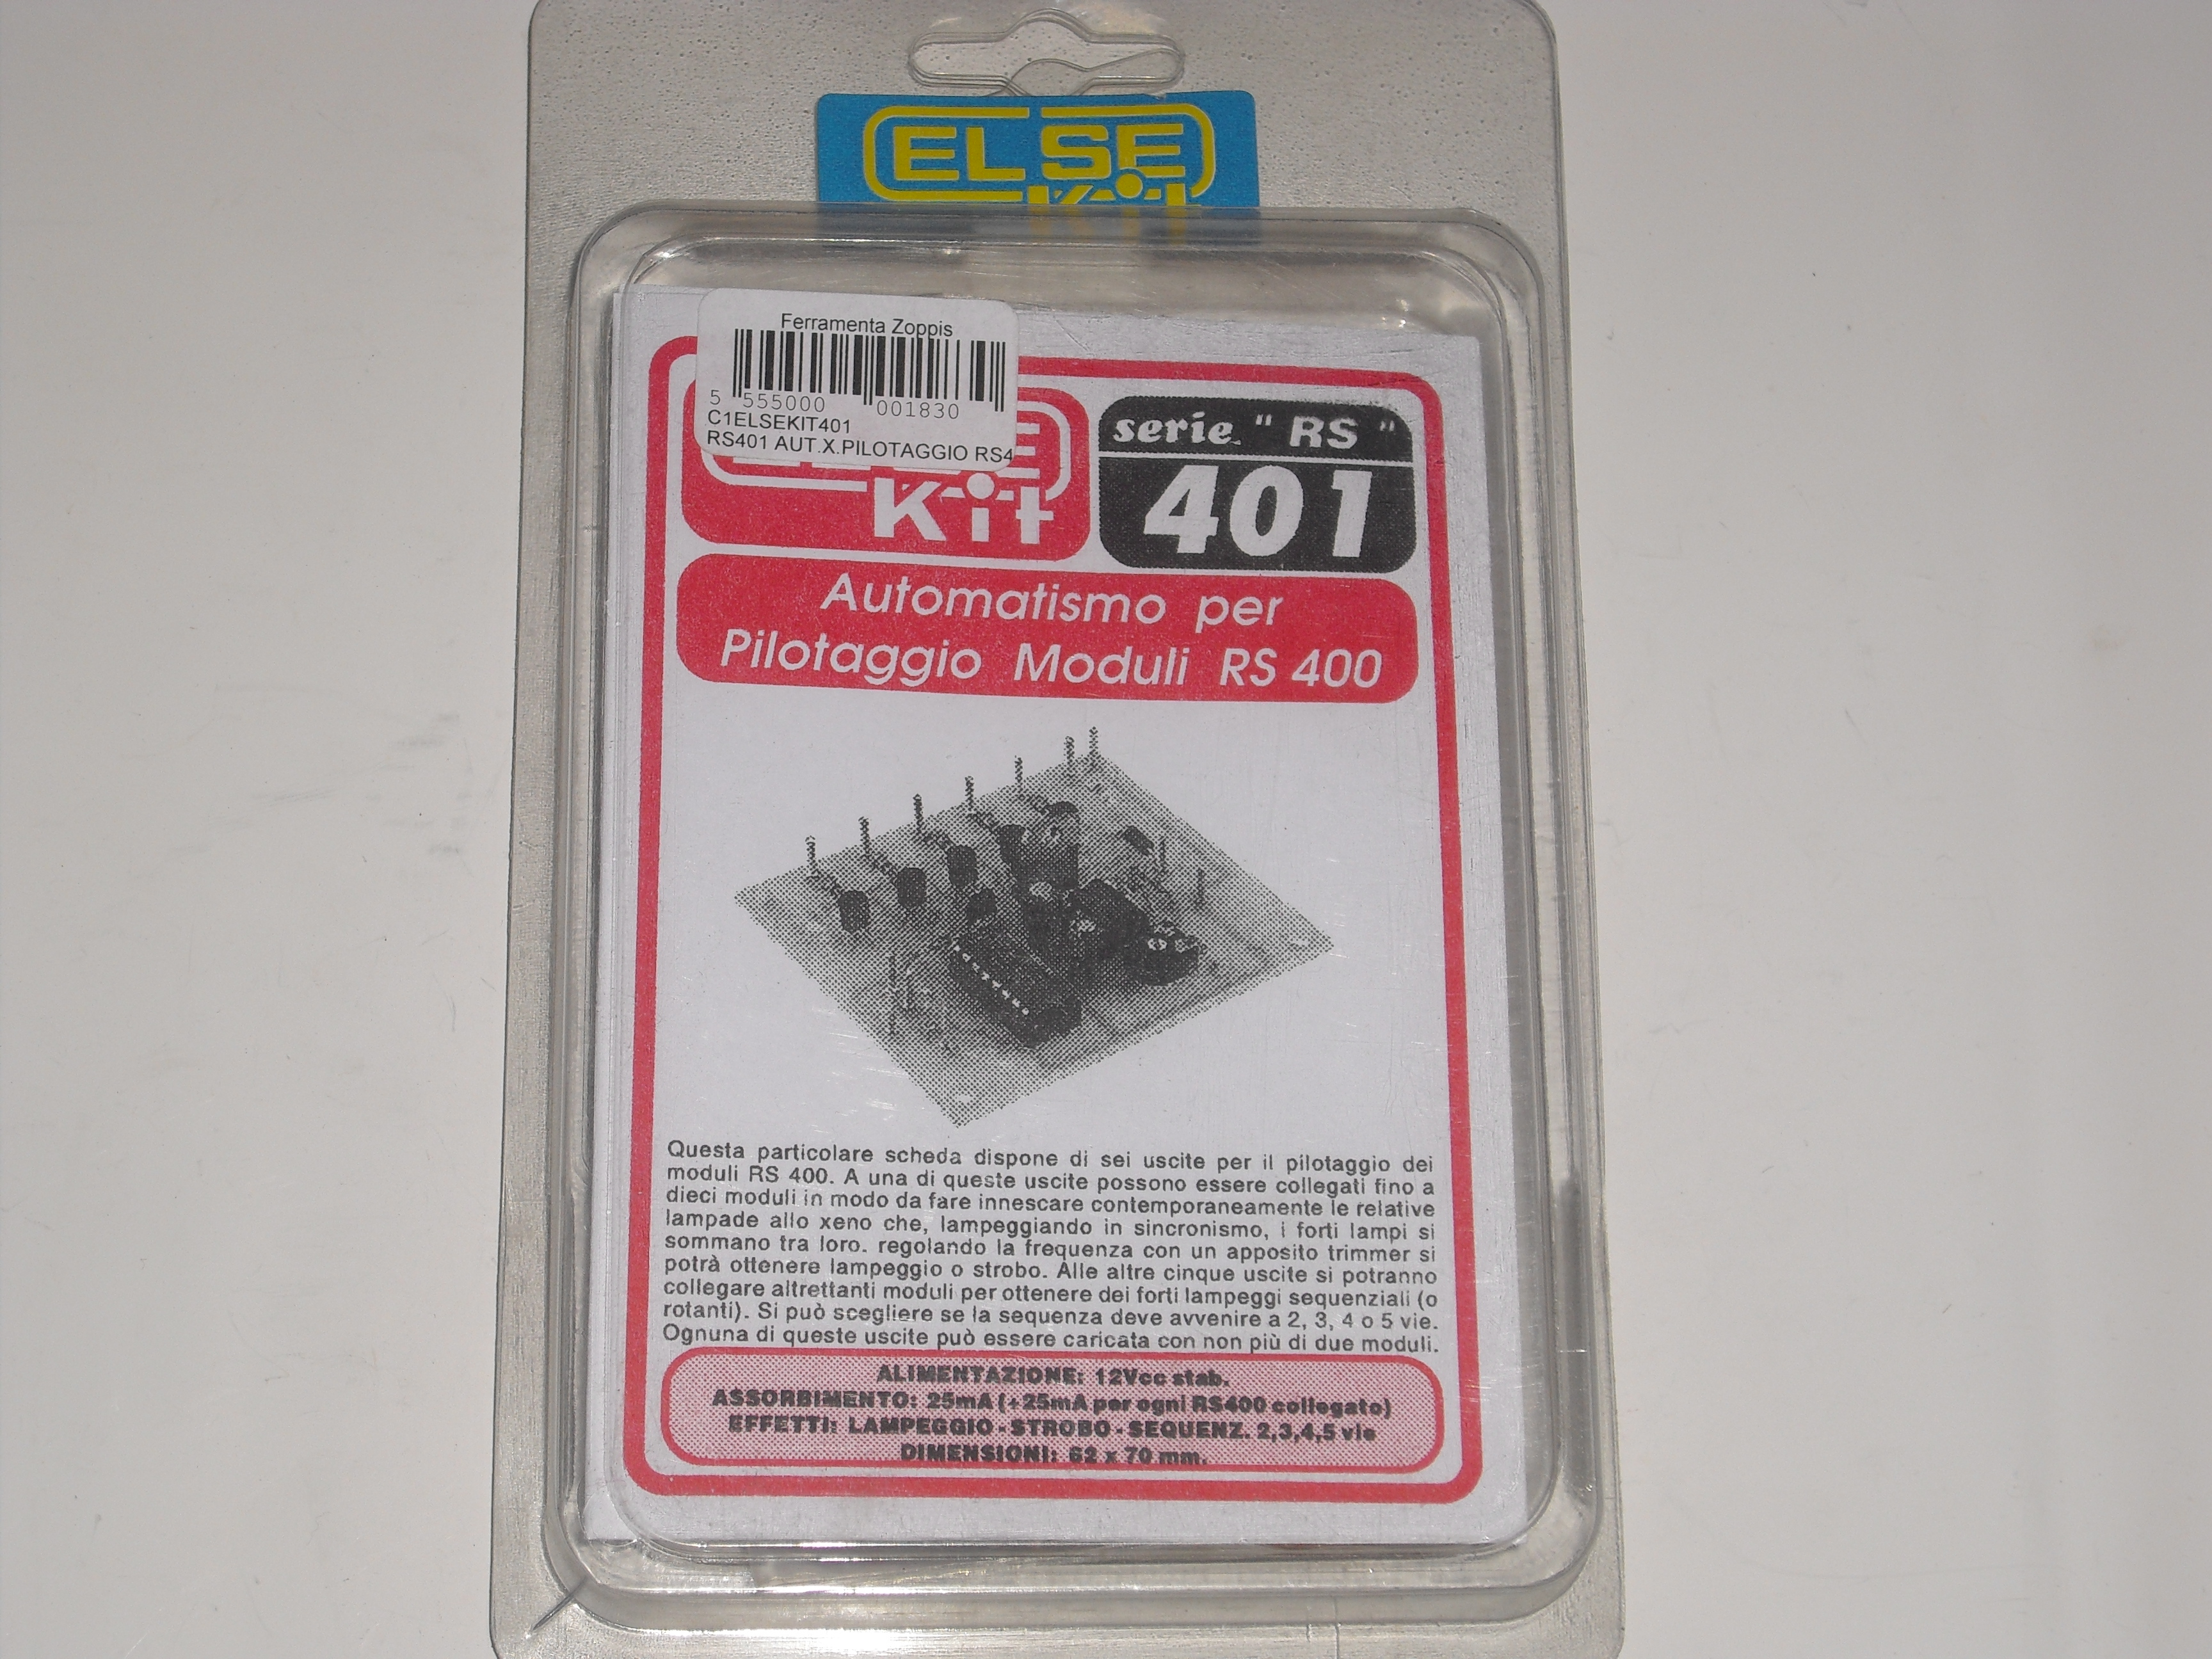 ELSE
Kit
Ferramenta Zoppis
5 555000 001830
C1ELSEKIT401
RS401 AUT.X.PILOTAGGIO RS4
Kit
serie " RS "
401
Automatismo per
Pilotaggio Moduli RS 400
Questa particolare scheda dispone di sei uscite per il pilotaggio dei
moduli RS 400. A una di queste uscite possono essere collegati fino a
dieci moduli in modo da fare innescare contemporaneamente le relative
lampade allo xeno che, lampeggiando in sincronismo, i forti lampi si
sommano tra loro. regolando la frequenza con un apposito trimmer si
potrà ottenere lampeggio o strobo. Alle altre cinque uscite si potranno
collegare altrettanti moduli per ottenere dei forti lampeggi sequenziali (o
rotanti). Si può scegliere se la sequenza deve avvenire a 2, 3, 4 o 5 vie.
Ognuna di queste uscite può essere caricata con non più di due moduli.
ALIMENTAZIONE: 12Vcc stab.
ASSORBIMENTO: 25mA (+25mA per ogni RS400 collegato)
EFFETTI: LAMPEGGIO - STROBO - SEQUENZ. 2,3,4,5 vie
DIMENSIONI: 62 x 70 mm.